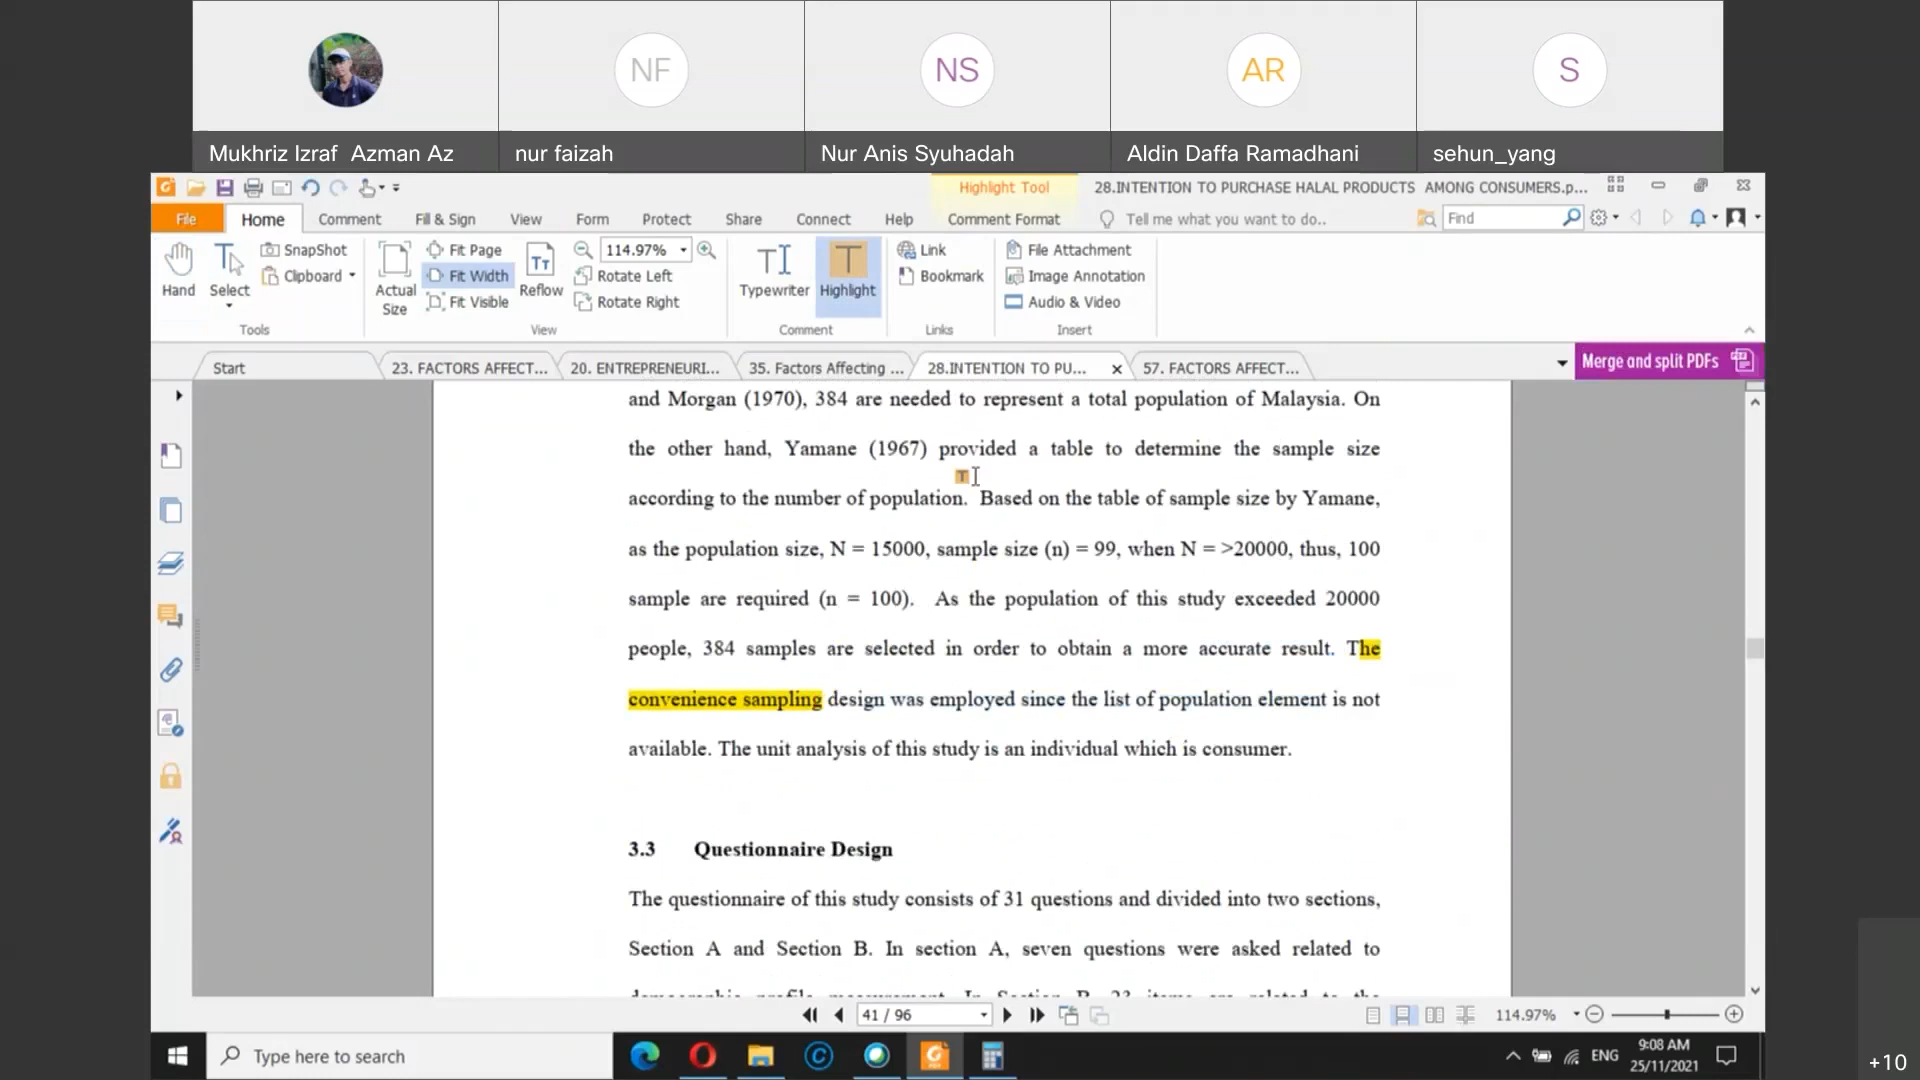 NF
NS
AR
S
Mukhriz Izraf Azman Az
nur faizah
Nur Anis Syuhadah
Aldin Daffa Ramadhani
sehun_yang
Highlight Tool
28.INTENTION TO PURCHASE HALAL PRODUCTS AMONG CONSUMERS.p...
File
Home
Comment
Fill & Sign
View
Form
Protect
Share
Connect
Help
Comment Format
Tell me what you want to do..
Find
Hand
Select
SnapShot
Clipboard
Tools
Actual Size
Fit Page
Fit Width
Fit Visible
Reflow
114.97%
Rotate Left
Rotate Right
View
Typewriter
Highlight
Comment
Link
Bookmark
Links
File Attachment
Image Annotation
Audio & Video
Insert
Start
23. FACTORS AFFECT...
20. ENTREPRENEURI...
35. Factors Affecting ...
28.INTENTION TO PU...
57. FACTORS AFFECT...
Merge and split PDFs
and Morgan (1970), 384 are needed to represent a total population of Malaysia. On
the other hand, Yamane (1967) provided a table to determine the sample size
according to the number of population. Based on the table of sample size by Yamane,
as the population size, N = 15000, sample size (n) = 99, when N = >20000, thus, 100
sample are required (n = 100). As the population of this study exceeded 20000
people, 384 samples are selected in order to obtain a more accurate result. The
convenience sampling design was employed since the list of population element is not
available. The unit analysis of this study is an individual which is consumer.
3.3 Questionnaire Design
The questionnaire of this study consists of 31 questions and divided into two sections,
Section A and Section B. In section A, seven questions were asked related to
41 / 96
114.97%
Type here to search
ENG
9:08 AM
25/11/2021
+10